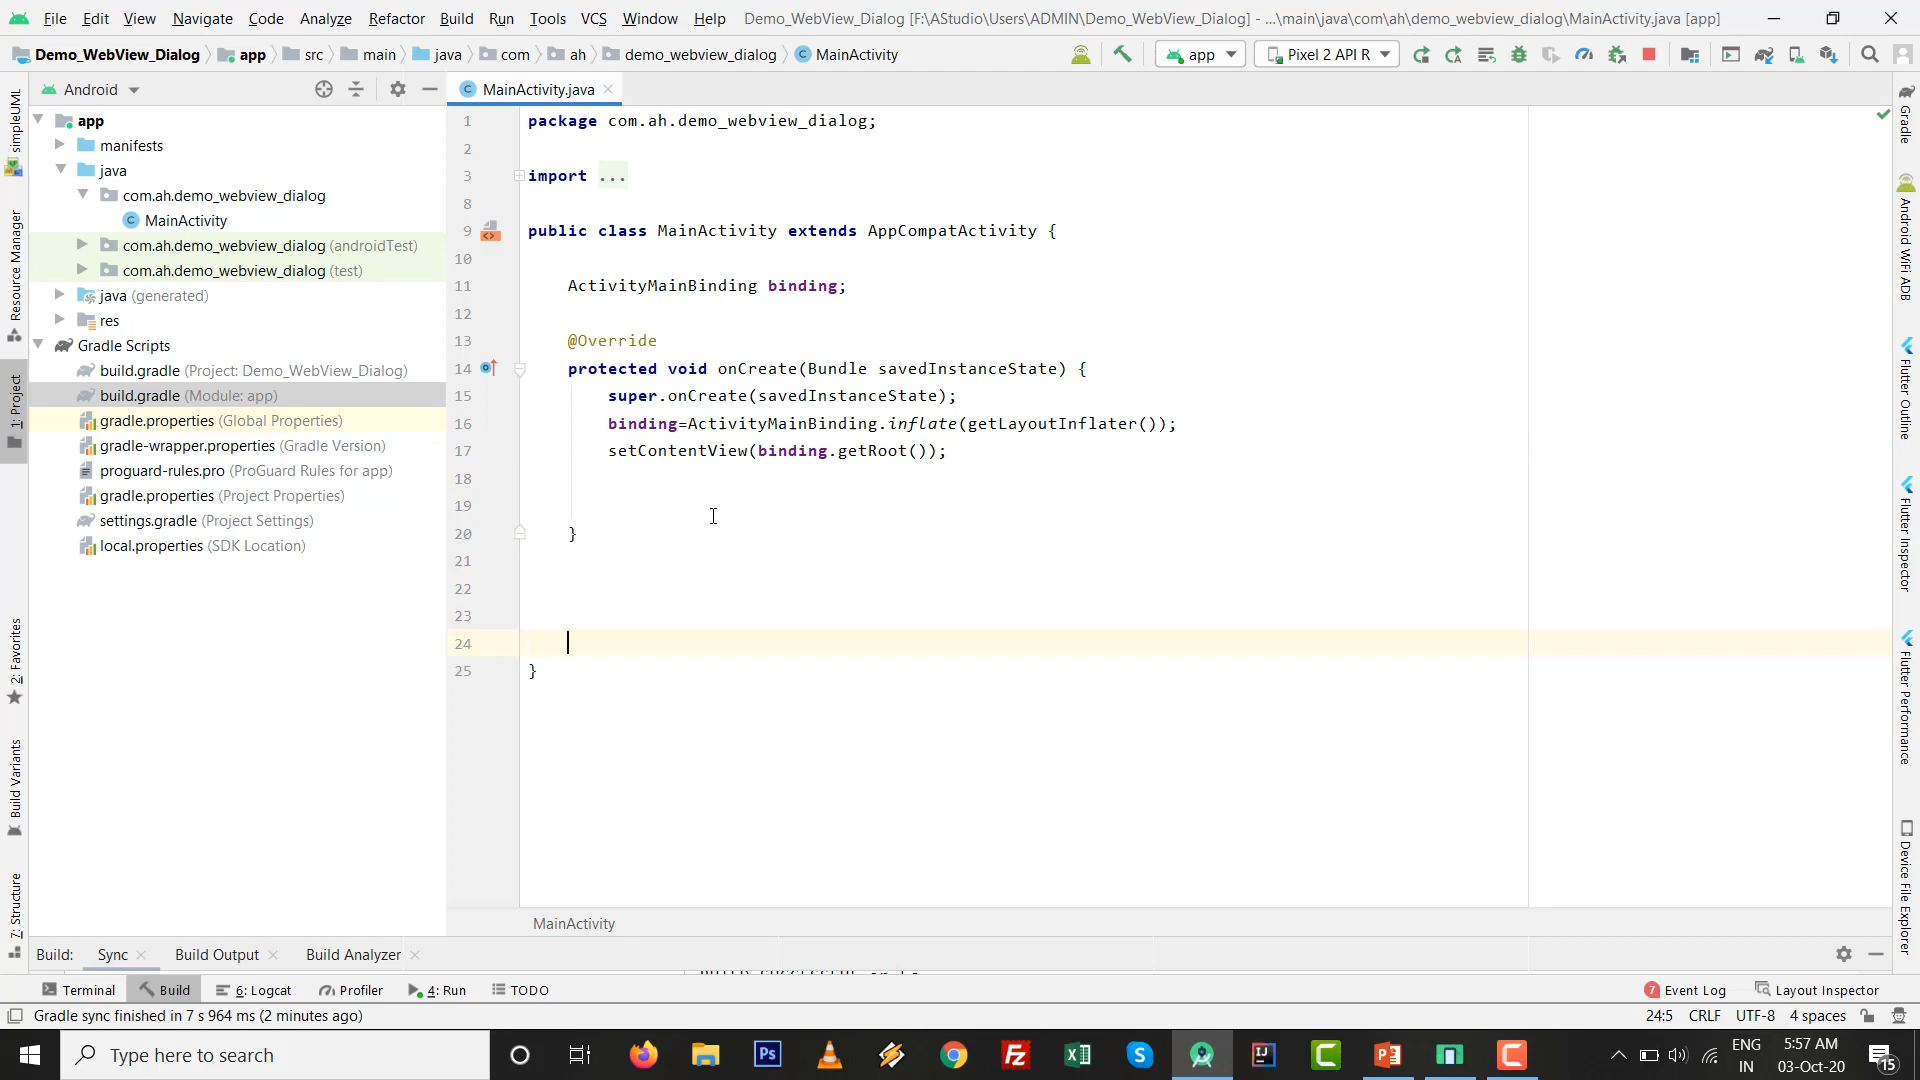 File Edit View Navigate Code Analyze Refactor Build Run Tools VCS Window Help Demo_WebView_Dialog [F:\AStudio\Users\ADMIN\Demo_WebView_Dialog] - ...\main\java\com\ah\demo_webview_dialog\MainActivity.java [app]
Demo_WebView_Dialog app src main java com ah demo_webview_dialog MainActivity app Pixel 2 API R
Android
MainActivity.java
app
manifests
java
com.ah.demo_webview_dialog
MainActivity
com.ah.demo_webview_dialog (androidTest)
com.ah.demo_webview_dialog (test)
java (generated)
res
Gradle Scripts
build.gradle (Project: Demo_WebView_Dialog)
build.gradle (Module: app)
gradle.properties (Global Properties)
gradle-wrapper.properties (Gradle Version)
proguard-rules.pro (ProGuard Rules for app)
gradle.properties (Project Properties)
settings.gradle (Project Settings)
local.properties (SDK Location)
simpleUML
Resource Manager
1: Project
2: Favorites
Build Variants
7: Structure
1 package com.ah.demo_webview_dialog;
2
3 import ...
8
9 public class MainActivity extends AppCompatActivity {
10
11 ActivityMainBinding binding;
12
13 @Override
14 protected void onCreate(Bundle savedInstanceState) {
15 super.onCreate(savedInstanceState);
16 binding=ActivityMainBinding.inflate(getLayoutInflater());
17 setContentView(binding.getRoot());
18
19
20 }
21
22
23
24
25 }
MainActivity
Gradle
Android WiFi ADB
Flutter Outline
Flutter Inspector
Flutter Performance
Device File Explorer
Build: Sync Build Output Build Analyzer
Terminal Build 6: Logcat Profiler 4: Run TODO 7 Event Log Layout Inspector
Gradle sync finished in 7 s 964 ms (2 minutes ago) 24:5 CRLF UTF-8 4 spaces
Type here to search
ENG
IN
5:57 AM
03-Oct-20
15